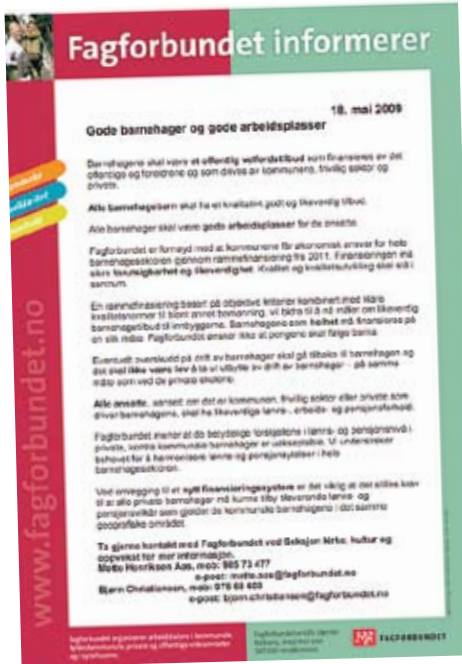 Fagforbundet informerer
18. mai 2009
Gode barnehager og gode arbeidsplasser
Barnehagene skal være et offentlig velferdstilbud som finansieres av det
offentlige og foreldrene og som drives av kommunene, frivillig sektor og
private.
Alle barnehagebarn skal ha et kvalitativt godt og likeverdig tilbud.
Alle barnehager skal være gode arbeidsplasser for de ansatte.
Fagforbundet er fornøyd med at kommunene får økonomisk ansvar for hele
barnehagesektoren gjennom rammefinansiering fra 2011. Finansieringen må
sikre forutsigbarhet og likeverdighet. Kvalitet og kvalitetsutvikling skal stå i
sentrum.
En rammefinansiering basert på objektive kriterier kombinert med klare
kvalitetsnormer til blant annet bemanning, vil bidra til å nå målet om likeverdig
barnehagetilbud til innbyggerne. Barnehagene som helhet må finansieres på
en slik måte. Fagforbundet ønsker ikke at pengene skal følge barna.
Eventuelt overskudd på drift av barnehager skal gå tilbake til barnehagen og
det skal ikke være lov å ta ut utbytte av drift av barnehager - på samme
måte som ved de private skolene.
Alle ansatte, uansett om det er kommunen, frivillig sektor eller private som
driver barnehagene, skal ha likeverdige lønns-, arbeids- og pensjonsforhold.
Fagforbundet mener at de betydelige forskjellene i lønns- og pensjonsnivå i
private, kontra kommunale barnehager er uakseptable. Vi understreker
behovet for å harmonisere lønns og pensjonsytelser i hele
barnehagesektoren.
Ved omlegging til et nytt finansieringssystem er det viktig at det stilles krav
til at alle private barnehager må kunne tilby tilsvarende lønns- og
pensjonsvilkår som gjelder de kommunale barnehagene i det samme
geografiske området.
Ta gjerne kontakt med Fagforbundet ved Seksjon kirke, kultur og
oppvekst for mer informasjon.
Mette Henriksen Aas, mob:
e-post: mette.aas@fagforbundet.no
Bjørn Christiansen, mob:
e-post: bjorn.christiansen@fagforbundet.no
www.fagforbundet.no
FAGFORBUNDET